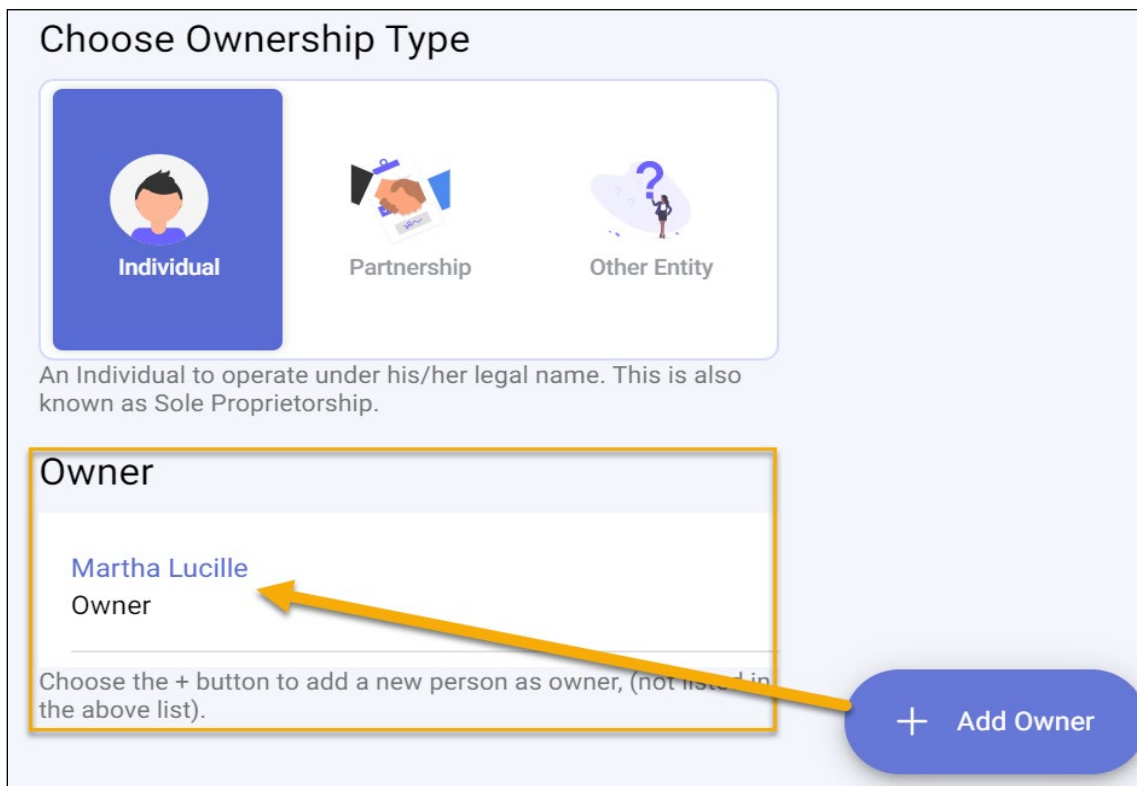 Choose Ownership Type
Individual
Partnership
Other Entity
An Individual to operate under his/her legal name. This is also
known as Sole Proprietorship.
Owner
Martha Lucille
Owner
Choose the + button to add a new person as owner, (not listed in
the above list).
+ Add Owner